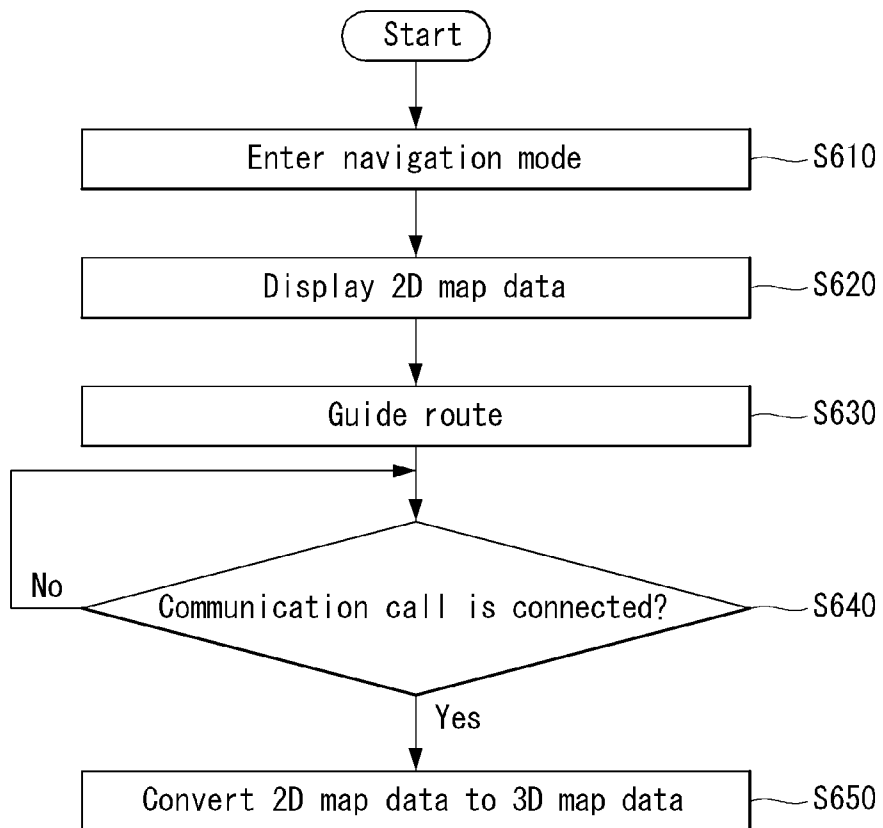 Start
Enter navigation mode
S610
Display 2D map data
S620
Guide route
S630
No
Communication call is connected?
S640
Yes
Convert 2D map data to 3D map data
S650